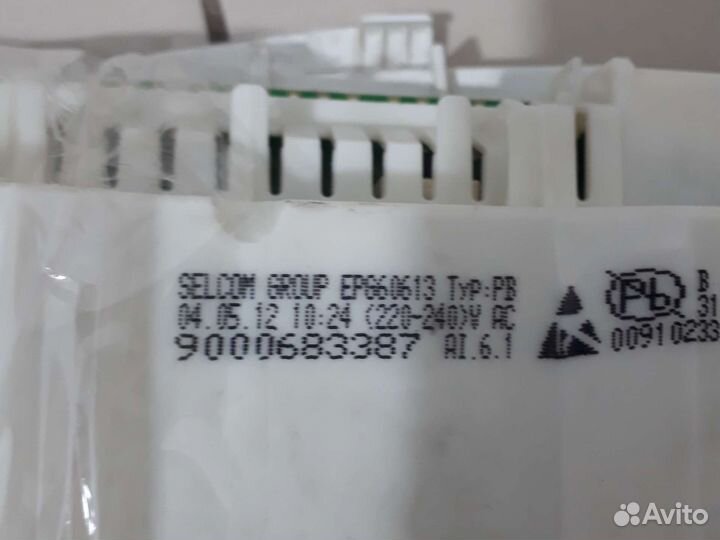 SELCOM GROUP EPG60613 Typ:PB
04.05.12 10:24 (220-240)V AC
9000683387 AI.6.1
Pb
B
31
00910233
Avito